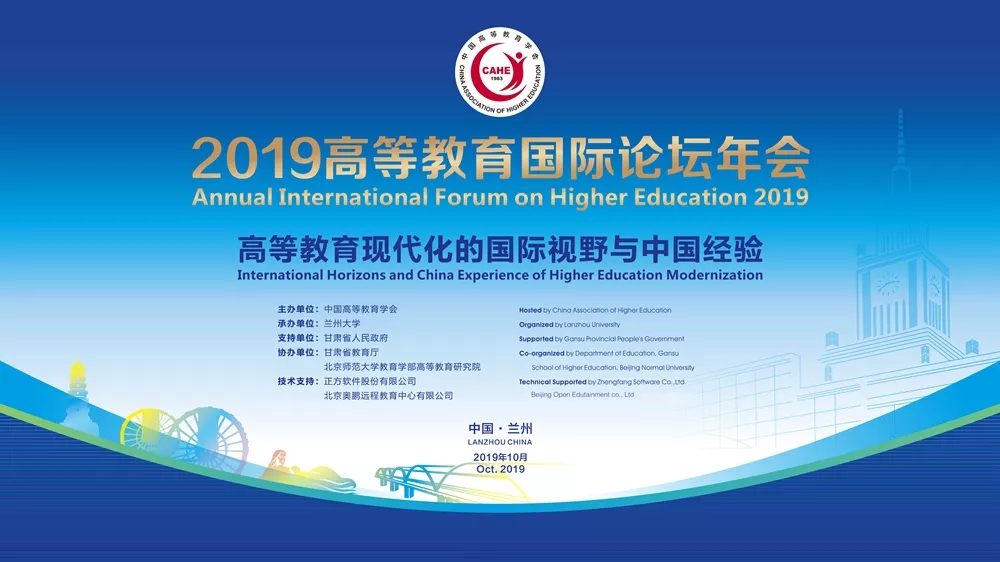 中国高等教育学会
CAHE
1983
CHINA ASSOCIATION OF HIGHER EDUCATION
2019高等教育国际论坛年会
Annual International Forum on Higher Education 2019
高等教育现代化的国际视野与中国经验
International Horizons and China Experience of Higher Education Modernization
主办单位：中国高等教育学会
承办单位：兰州大学
支持单位：甘肃省人民政府
协办单位：甘肃省教育厅
北京师范大学教育学部高等教育研究院
技术支持：正方软件股份有限公司
北京奥鹏远程教育中心有限公司
Hosted by China Association of Higher Education
Organized by Lanzhou University
Supported by Gansu Provincial People's Government
Co-organized by Department of Education, Gansu
School of Higher Education, Beijing Normal University
Technical Supported by Zhengfang Software Co.,Ltd.
Beijing Open Edutainment co., Ltd
中国·兰州
LANZHOU CHINA
2019年10月
Oct. 2019